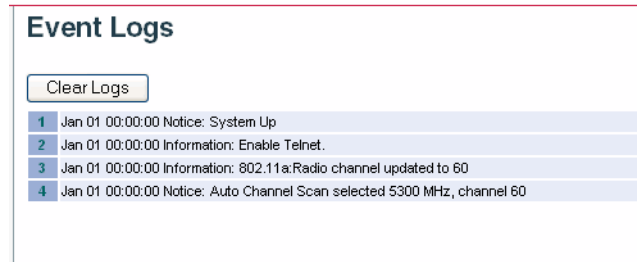 Event Logs
Clear Logs
1 Jan 01 00:00:00 Notice: System Up
2 Jan 01 00:00:00 Information: Enable Telnet.
3 Jan 01 00:00:00 Information: 802.11a:Radio channel updated to 60
4 Jan 01 00:00:00 Notice: Auto Channel Scan selected 5300 MHz, channel 60